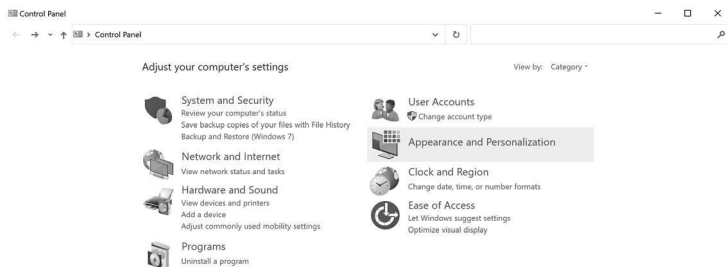 Control Panel
Control Panel
Adjust your computer's settings
View by: Category
System and Security
Review your computer's status
Save backup copies of your files with File History
Backup and Restore (Windows 7)
Network and Internet
View network status and tasks
Hardware and Sound
View devices and printers
Add a device
Adjust commonly used mobility settings
Programs
Uninstall a program
User Accounts
Change account type
Appearance and Personalization
Clock and Region
Change date, time, or number formats
Ease of Access
Let Windows suggest settings
Optimize visual display